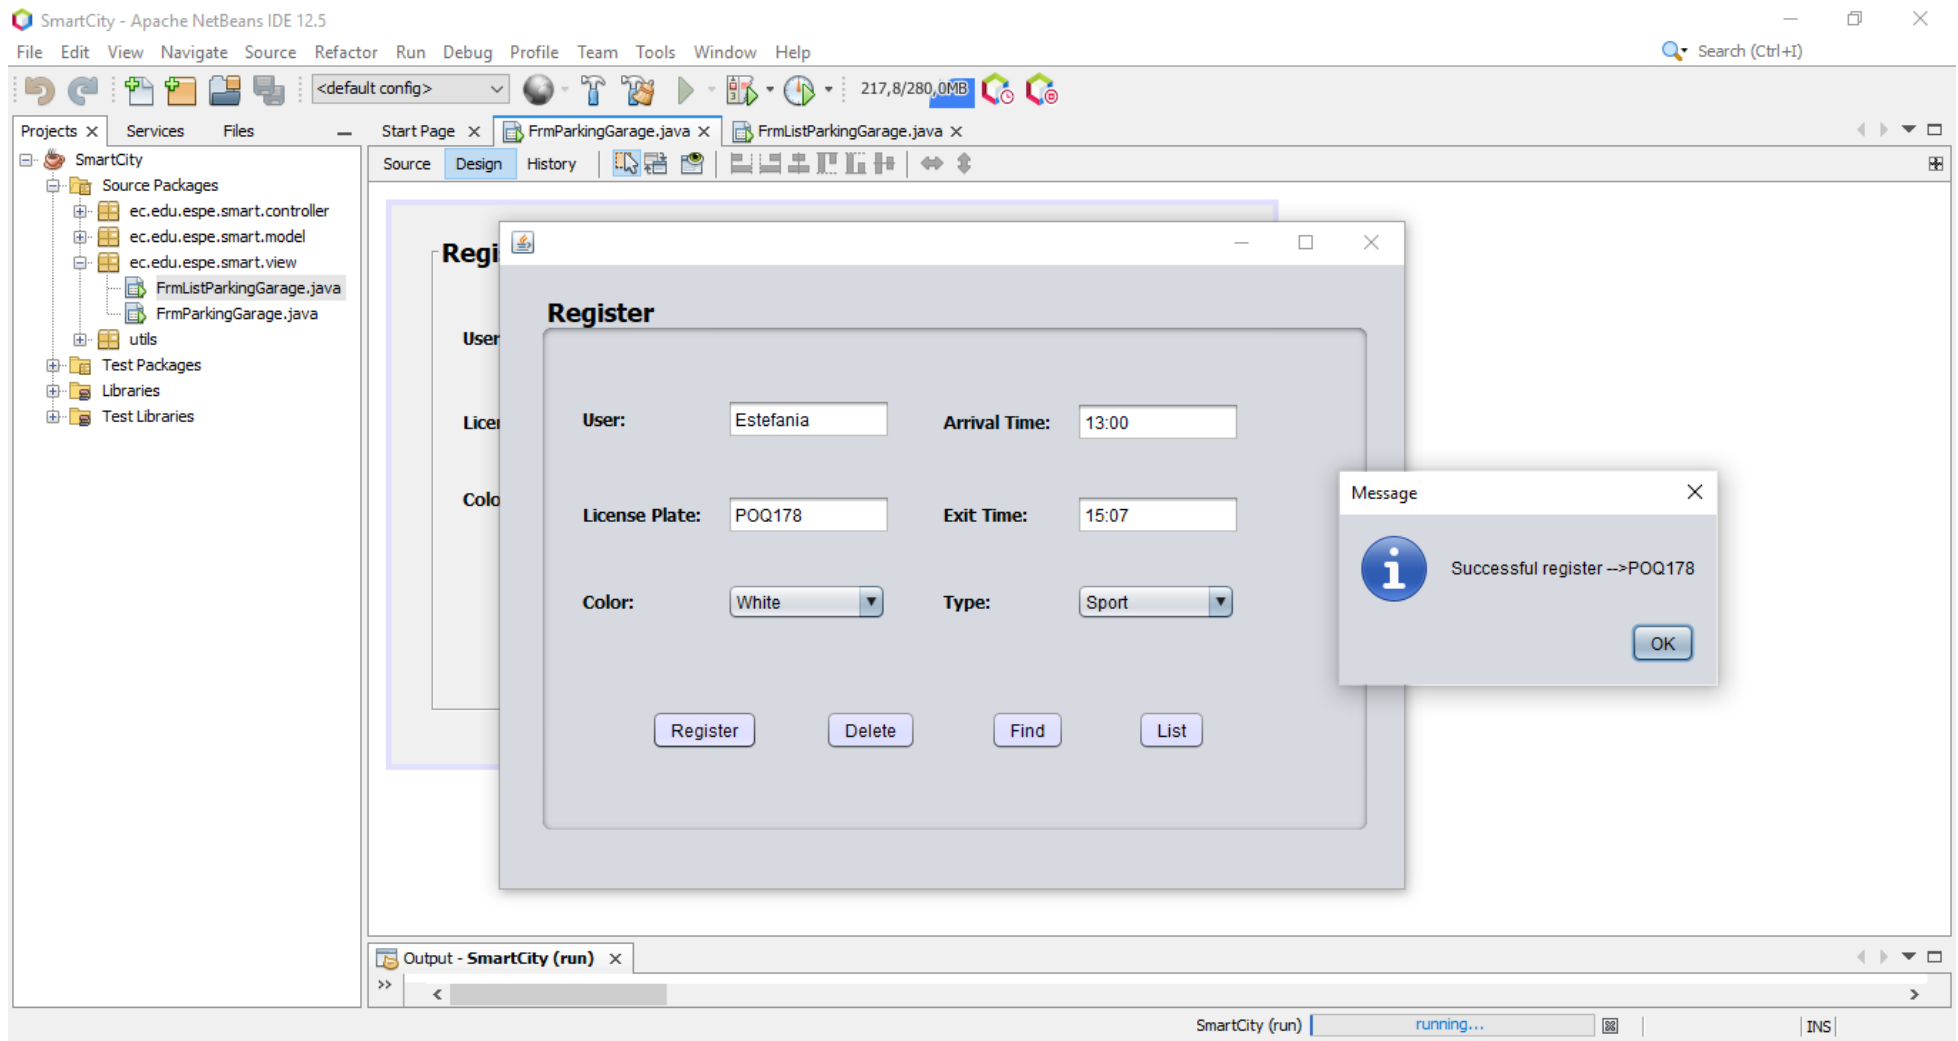 SmartCity - Apache NetBeans IDE 12.5
File Edit View Navigate Source Refactor Run Debug Profile Team Tools Window Help
Search (Ctrl+I)
<default config>
217,8/280,0MB
Projects
Services
Files
Start Page
FrmParkingGarage.java
FrmListParkingGarage.java
Source
Design
History
SmartCity
Source Packages
ec.edu.espe.smart.controller
ec.edu.espe.smart.model
ec.edu.espe.smart.view
FrmListParkingGarage.java
FrmParkingGarage.java
utils
Test Packages
Libraries
Test Libraries
Regi
User
Licen
Colo
Register
User:
Estefania
Arrival Time:
13:00
License Plate:
POQ178
Exit Time:
15:07
Color:
White
Type:
Sport
Register
Delete
Find
List
Message
Successful register -->POQ178
OK
Output - SmartCity (run)
>>
SmartCity (run)
running...
INS